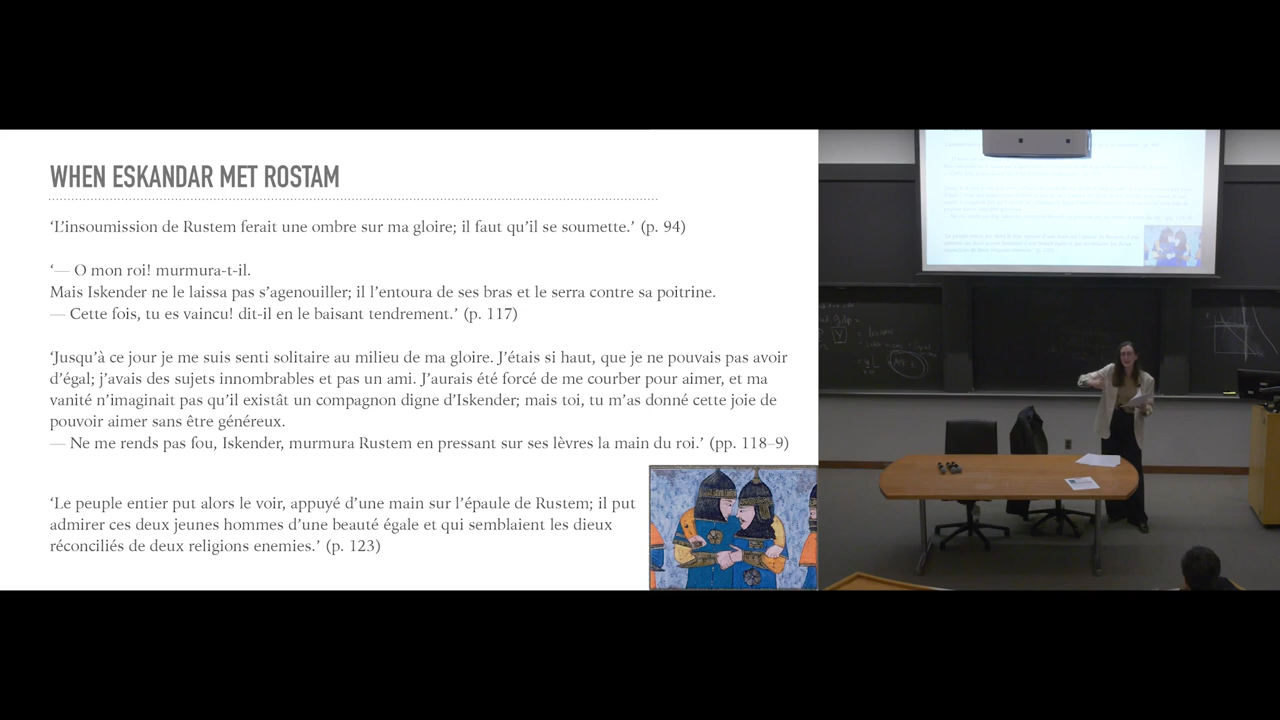 WHEN ESKANDAR MET ROSTAM
‘L’insoumission de Rustem ferait une ombre sur ma gloire; il faut qu’il se soumette.’ (p. 94)
‘— O mon roi! murmura-t-il.
Mais Iskender ne le laissa pas s’agenouiller; il l’entoura de ses bras et le serra contre sa poitrine.
— Cette fois, tu es vaincu! dit-il en le baisant tendrement.’ (p. 117)
‘Jusqu’à ce jour je me suis senti solitaire au milieu de ma gloire. J’étais si haut, que je ne pouvais pas avoir
d’égal; j’avais des sujets innombrables et pas un ami. J’aurais été forcé de me courber pour aimer, et ma
vanité n’imaginait pas qu’il existât un compagnon digne d’Iskender; mais toi, tu m’as donné cette joie de
pouvoir aimer sans être généreux.
— Ne me rends pas fou, Iskender, murmura Rustem en pressant sur ses lèvres la main du roi.’ (pp. 118–9)
‘Le peuple entier put alors le voir, appuyé d’une main sur l’épaule de Rustem; il put
admirer ces deux jeunes hommes d’une beauté égale et qui semblaient les dieux
réconciliés de deux religions enemies.’ (p. 123)